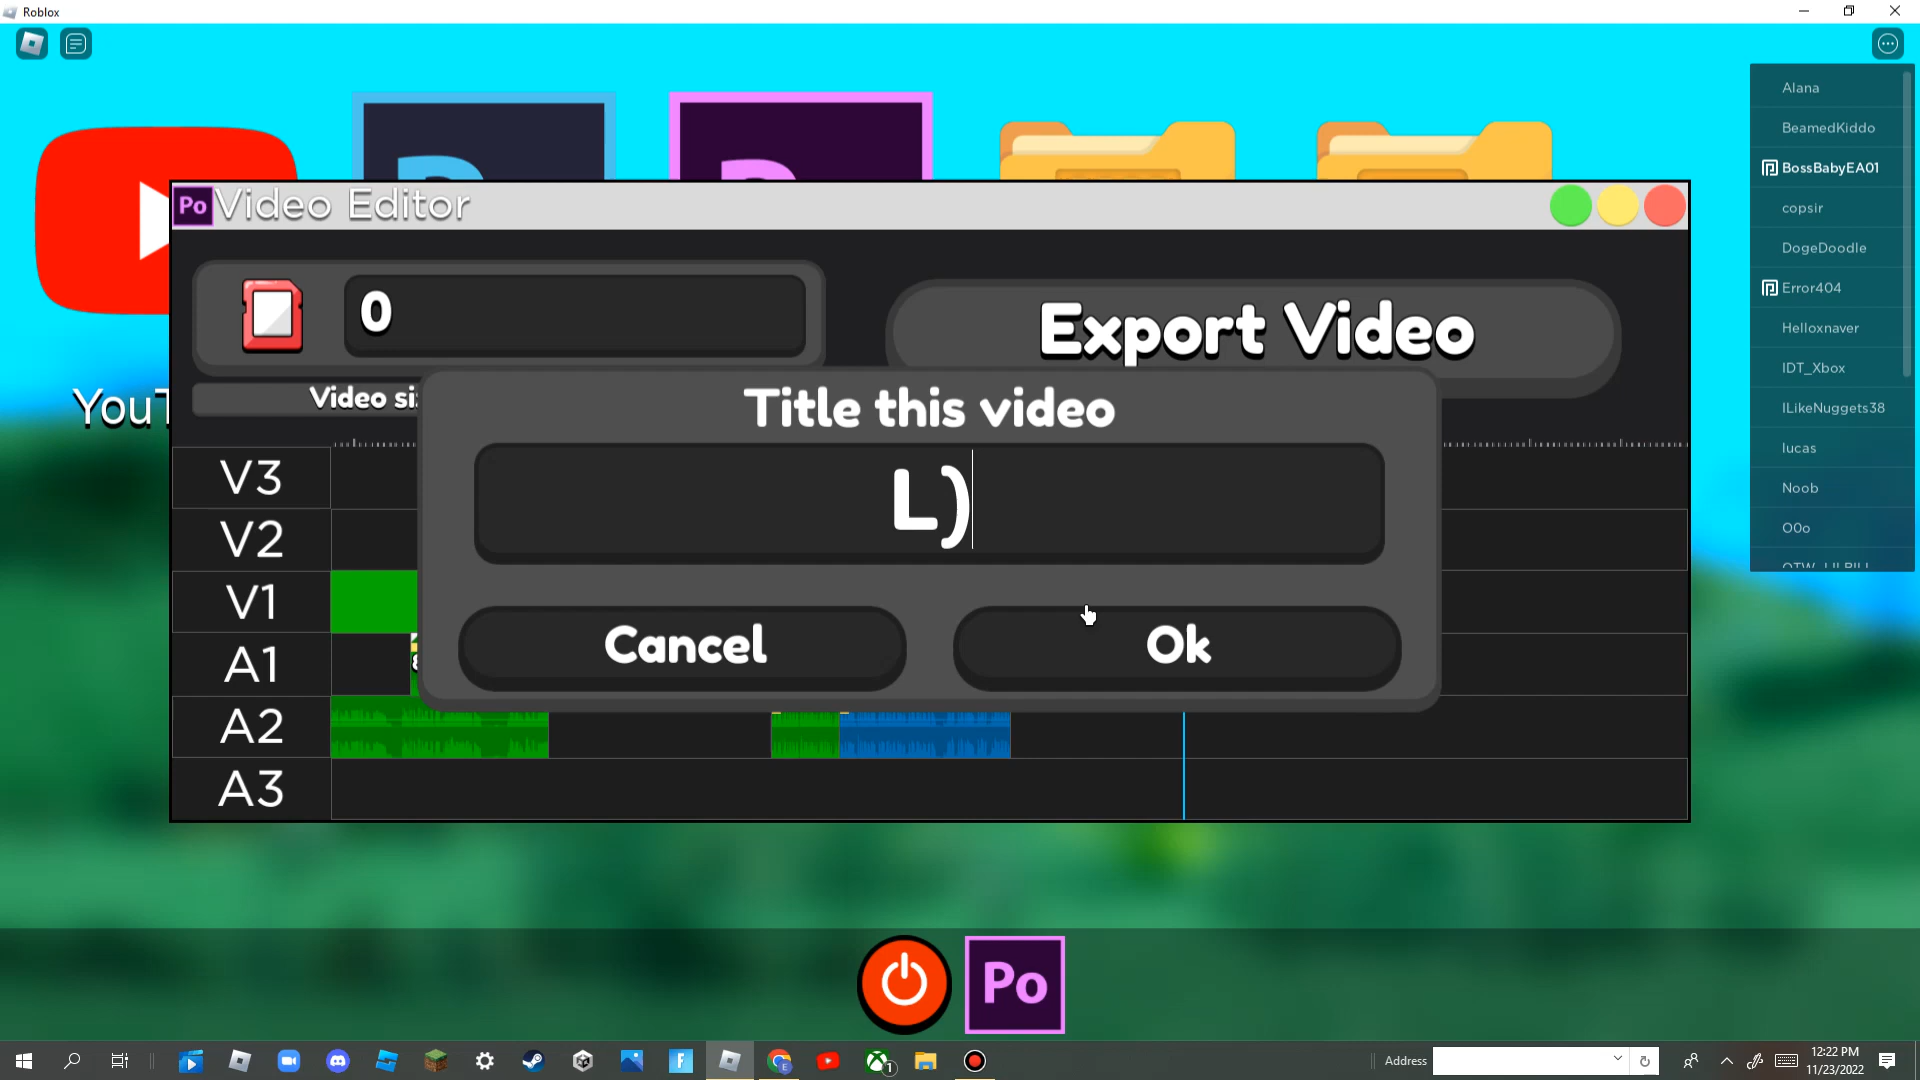 Roblox
Alana
BeamedKiddo
BossBabyEA01
copsir
DogeDoodle
Error404
Helloxnaver
IDT_Xbox
ILikeNuggets38
lucas
Noob
O0o
Po Video Editor
0
Export Video
YouT
Video si
Title this video
L)
Cancel
Ok
V3
V2
V1
A1
A2
A3
Po
Address
12:22 PM
11/23/2022